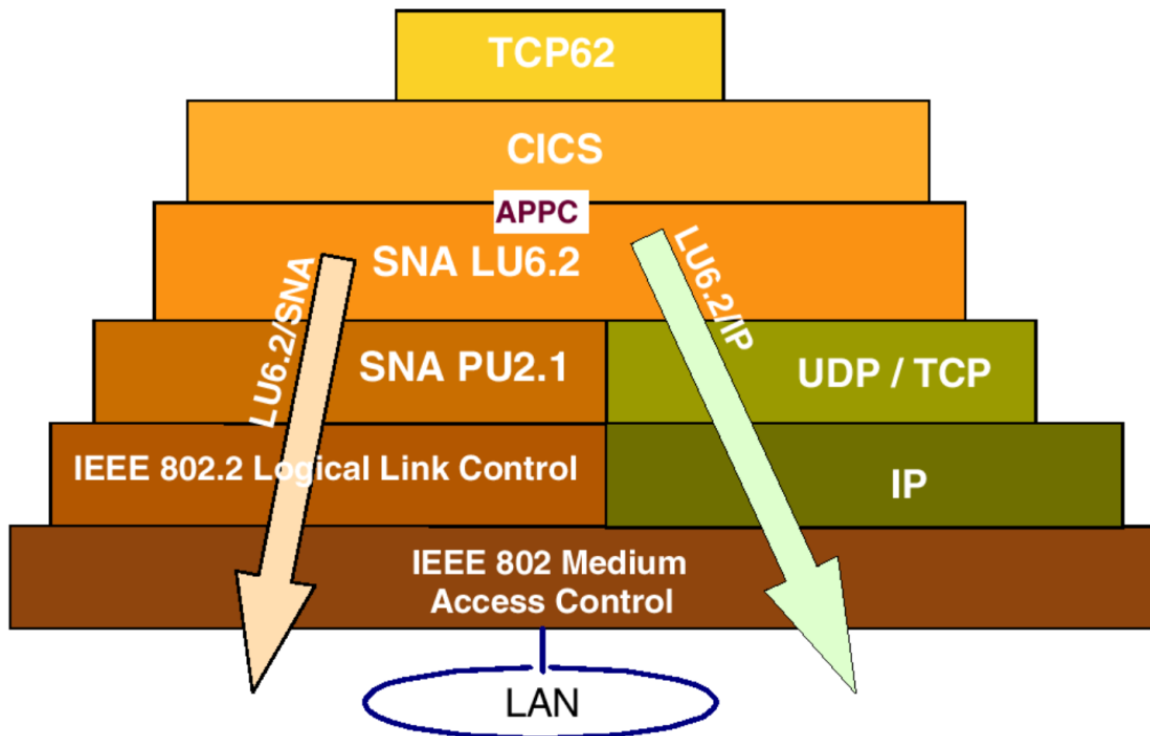 TCP62
CICS
APPC
SNA LU6.2
LU6.2/SNA
LU6.2/IP
SNA PU2.1
UDP / TCP
IEEE 802.2 Logical Link Control
IP
IEEE 802 Medium
Access Control
LAN